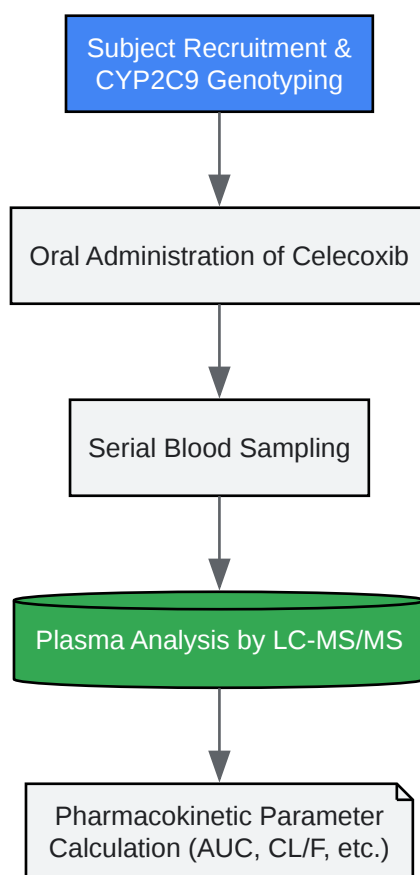 Subject Recruitment &
CYP2C9 Genotyping
Oral Administration of Celecoxib
Serial Blood Sampling
Plasma Analysis by LC-MS/MS
Pharmacokinetic Parameter
Calculation (AUC, CL/F, etc.)